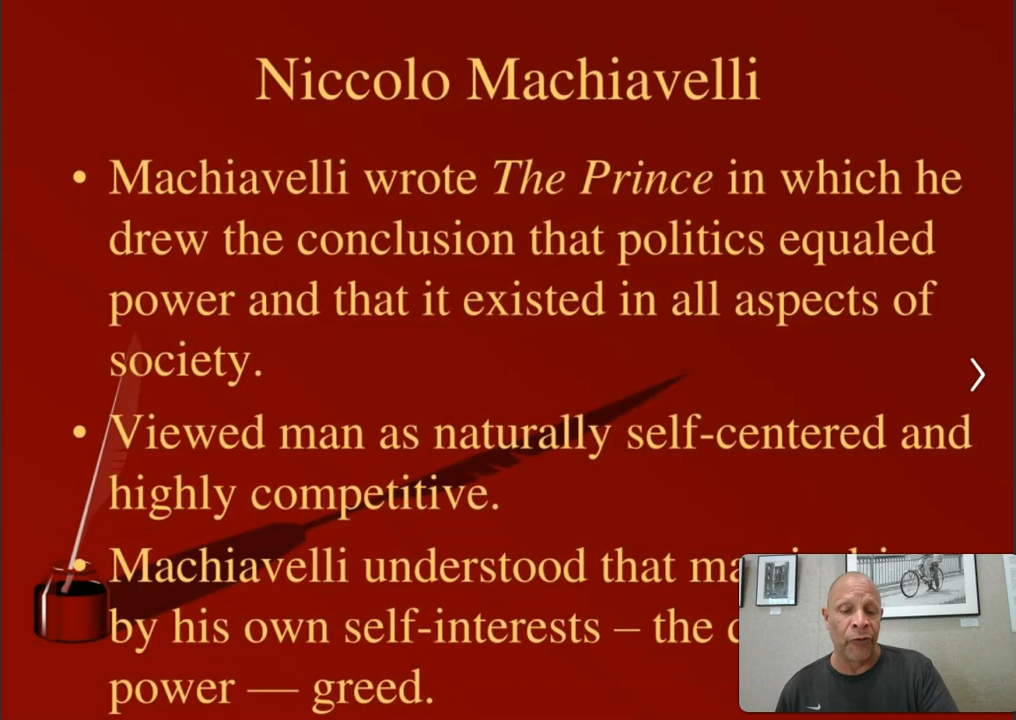 Niccolo Machiavelli
• Machiavelli wrote The Prince in which he
drew the conclusion that politics equaled
power and that it existed in all aspects of
society.
• Viewed man as naturally self-centered and
highly competitive.
• Machiavelli understood that
by his own self-interests – the
power — greed.